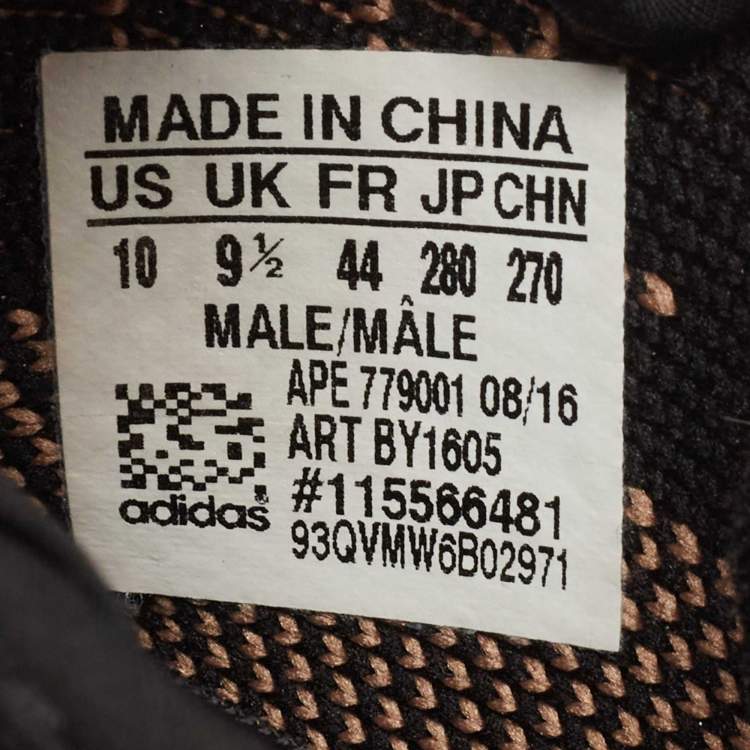 MADE IN CHINA
US UK FR JP CHN
10 9½ 44 280 270
MALE/MÂLE
APE 779001 08/16
ART BY1605
#115566481
93QVMW6B02971
adidas